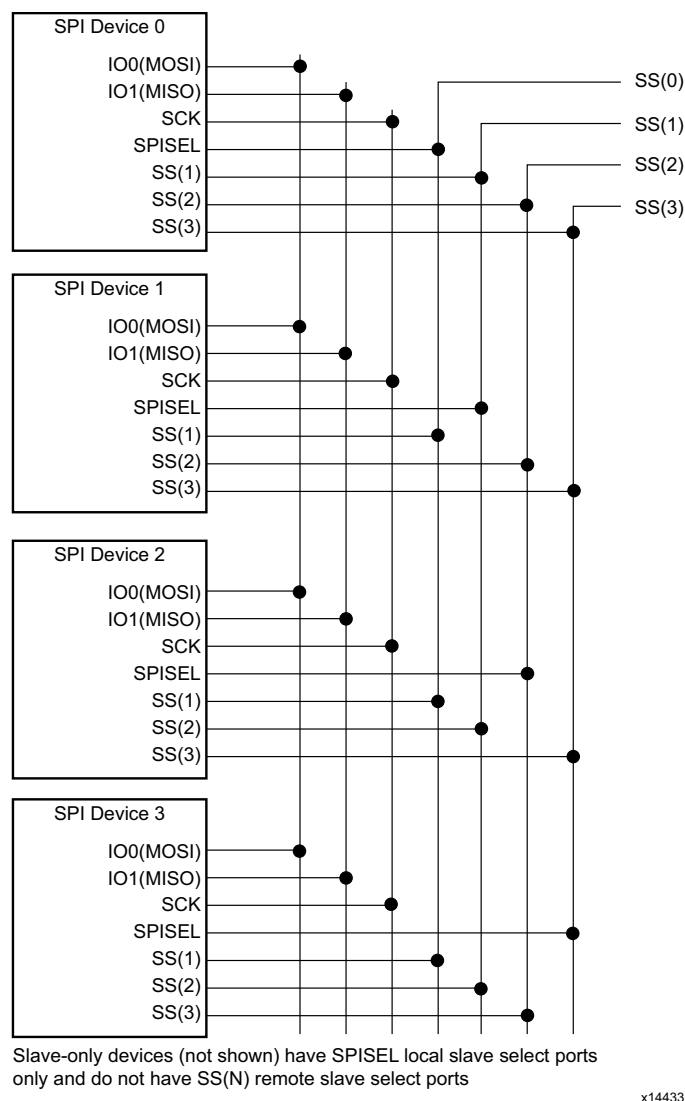 SPI Device 0
IO0(MOSI)
IO1(MISO)
SCK
SPISEL
SS(1)
SS(2)
SS(3)
SS(0)
SS(1)
SS(2)
SS(3)
SPI Device 1
IO0(MOSI)
IO1(MISO)
SCK
SPISEL
SS(1)
SS(2)
SS(3)
SPI Device 2
IO0(MOSI)
IO1(MISO)
SCK
SPISEL
SS(1)
SS(2)
SS(3)
SPI Device 3
IO0(MOSI)
IO1(MISO)
SCK
SPISEL
SS(1)
SS(2)
SS(3)
Slave-only devices (not shown) have SPISEL local slave select ports
only and do not have SS(N) remote slave select ports
x14433